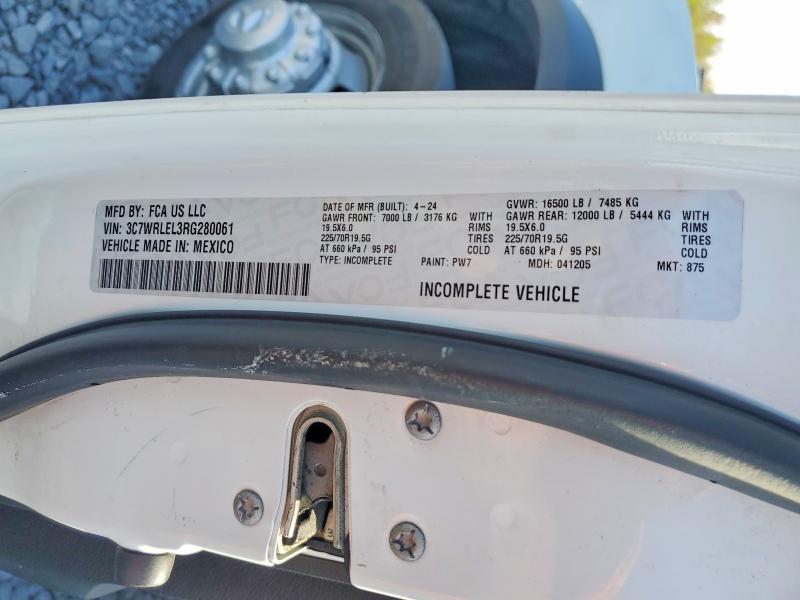 MFD BY: FCA US LLC
VIN: 3C7WRLEL3RG280061
VEHICLE MADE IN: MEXICO
DATE OF MFR (BUILT): 4-24
GVWR: 16500 LB / 7485 KG
GAWR FRONT: 7000 LB / 3176 KG WITH
GAWR REAR: 12000 LB / 5444 KG WITH
19.5X6.0 RIMS
19.5X6.0 RIMS
225/70R19.5G TIRES
225/70R19.5G TIRES
AT 660 kPa / 95 PSI COLD
AT 660 kPa / 95 PSI COLD
TYPE: INCOMPLETE PAINT: PW7 MDH: 041205 MKT: 875
INCOMPLETE VEHICLE